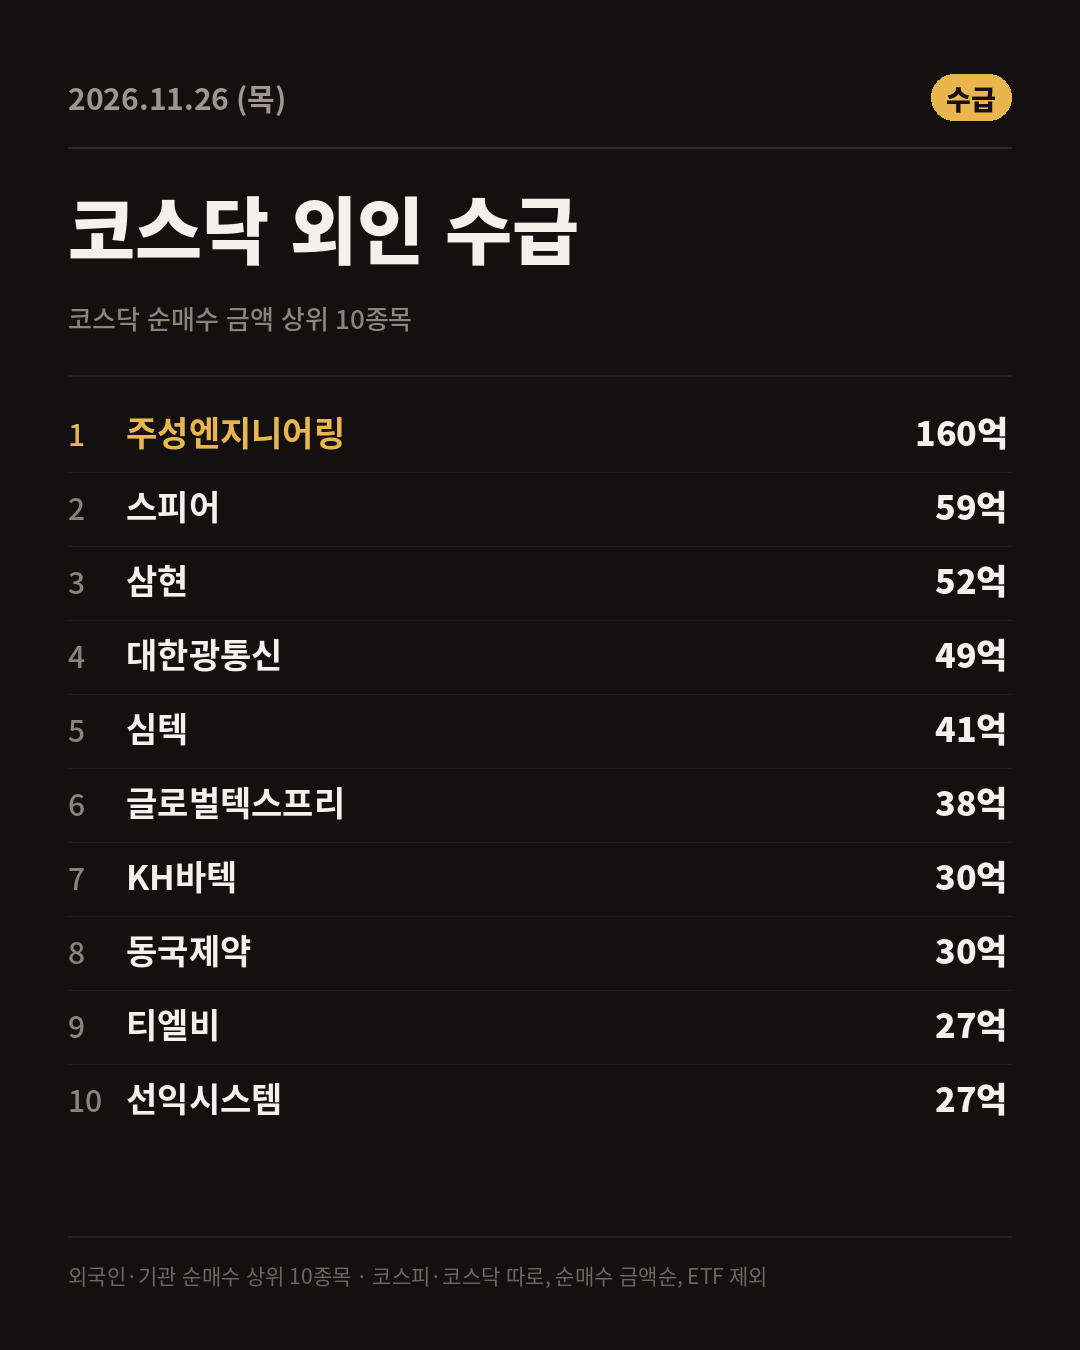 2026.11.26 (목)
수급
코스닥 외인 수급
코스닥 순매수 금액 상위 10종목
1 주성엔지니어링 160억
2 스피어 59억
3 삼현 52억
4 대한광통신 49억
5 심텍 41억
6 글로벌텍스프리 38억
7 KH바텍 30억
8 동국제약 30억
9 티엘비 27억
10 선익시스템 27억
외국인·기관 순매수 상위 10종목 · 코스피·코스닥 따로, 순매수 금액순, ETF 제외